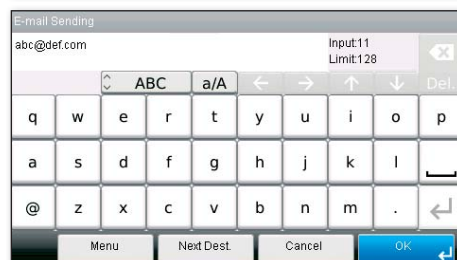 E-mail Sending
abc@def.com
Input:11
Limit:128
ABC a/A Del.
q w e r t y u i o p
a s d f g h j k l
@ z x c v b n m .
Menu Next Dest. Cancel OK